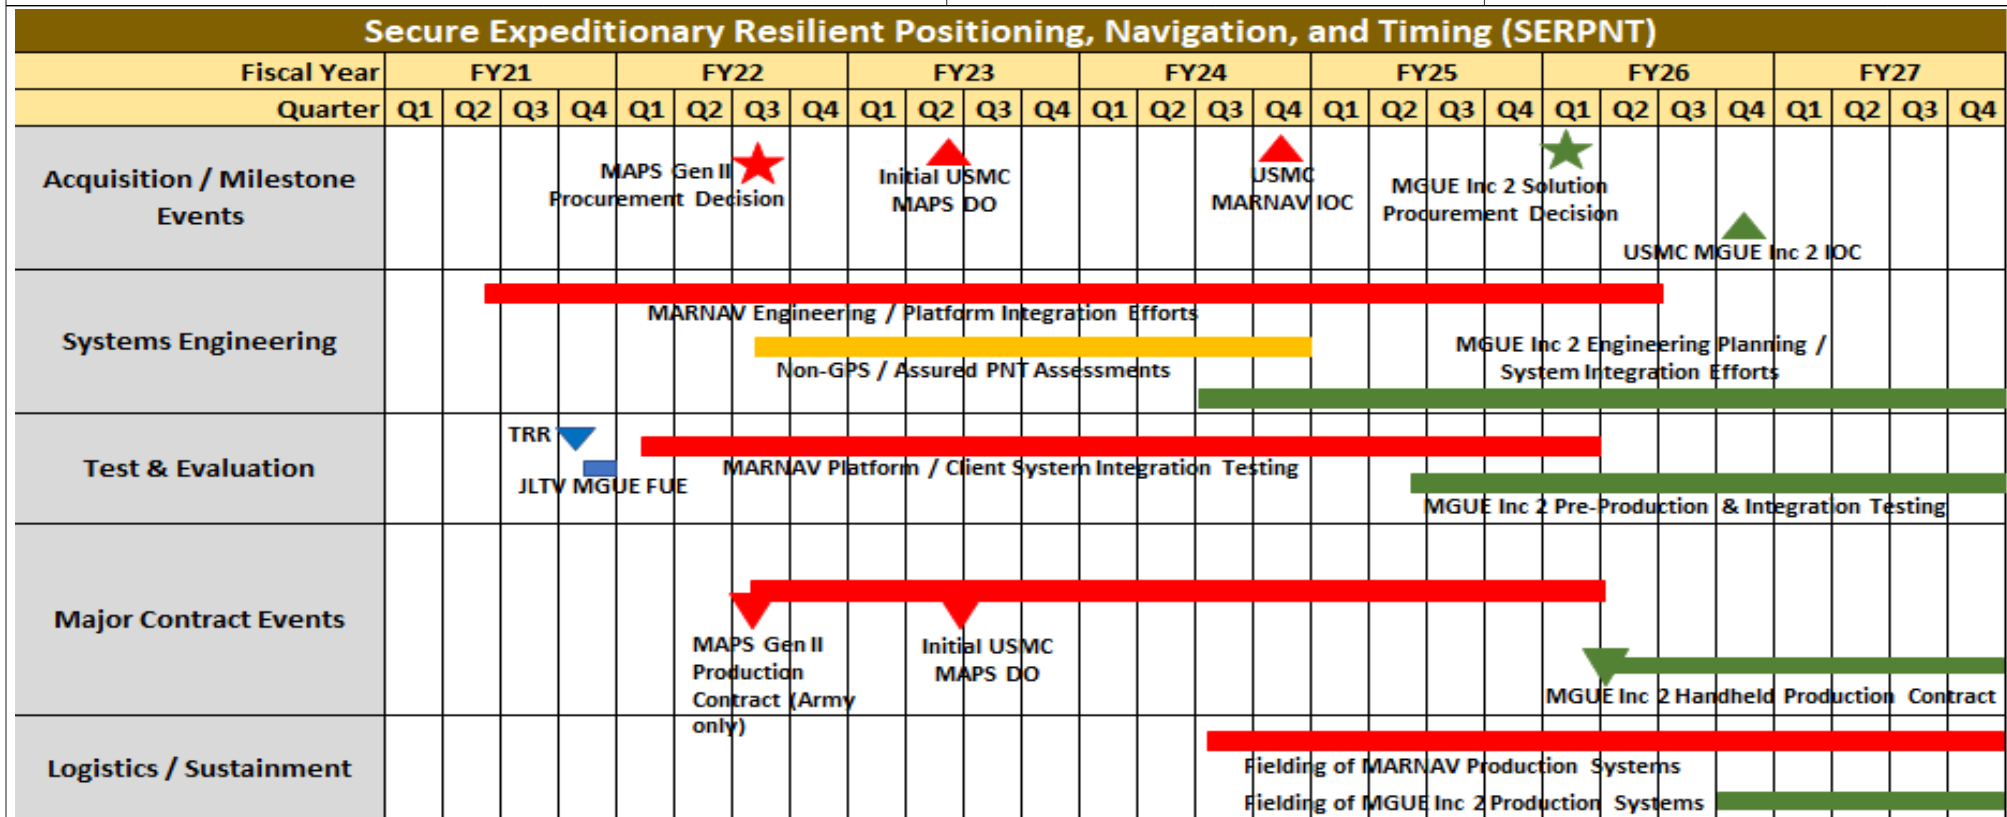 Secure Expeditionary Resilient Positioning, Navigation, and Timing (SERPNT)
Fiscal Year FY21 FY22 FY23 FY24 FY25 FY26 FY27
Quarter Q1 Q2 Q3 Q4 Q1 Q2 Q3 Q4 Q1 Q2 Q3 Q4 Q1 Q2 Q3 Q4 Q1 Q2 Q3 Q4 Q1 Q2 Q3 Q4 Q1 Q2 Q3 Q4
Acquisition / Milestone
Events
MAPS Gen II
Procurement Decision
Initial USMC
MAPS DO
USMC
MARNAV IOC
MGUE Inc 2 Solution
Procurement Decision
USMC MGUE Inc 2 IOC
Systems Engineering
MARNAV Engineering / Platform Integration Efforts
Non-GPS / Assured PNT Assessments
MGUE Inc 2 Engineering Planning /
System Integration Efforts
Test & Evaluation
TRR
JLTV MGUE FUE
MARNAV Platform / Client System Integration Testing
MGUE Inc 2 Pre-Production & Integration Testing
Major Contract Events
MAPS Gen II
Production
Contract (Army
only)
Initial USMC
MAPS DO
MGUE Inc 2 Handheld Production Contract
Logistics / Sustainment
Fielding of MARNAV Production Systems
Fielding of MGUE Inc 2 Production Systems